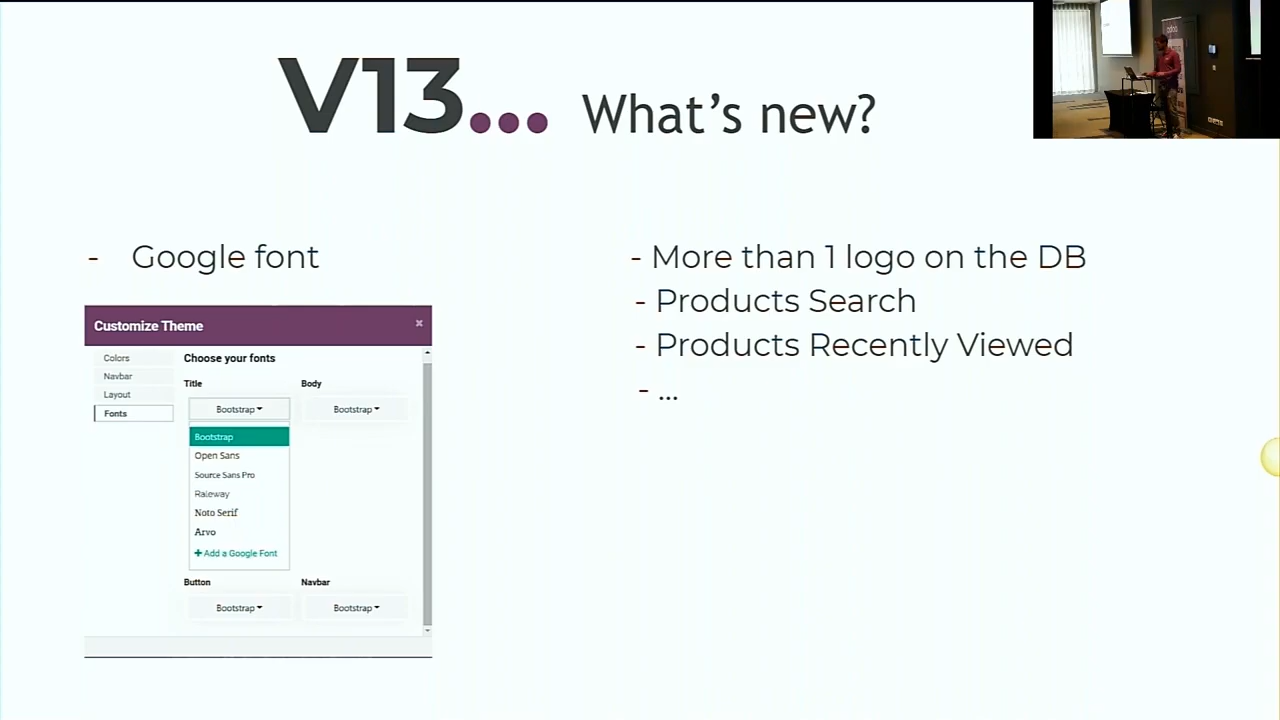 V13... What's new?
- Google font
Customize Theme ×
Colors
Navbar
Layout
Fonts
Choose your fonts
Title Body
Bootstrap Bootstrap
Bootstrap
Open Sans
Source Sans Pro
Raleway
Noto Serif
Arvo
+ Add a Google Font
Button Navbar
Bootstrap Bootstrap
- More than 1 logo on the DB
- Products Search
- Products Recently Viewed
- ...